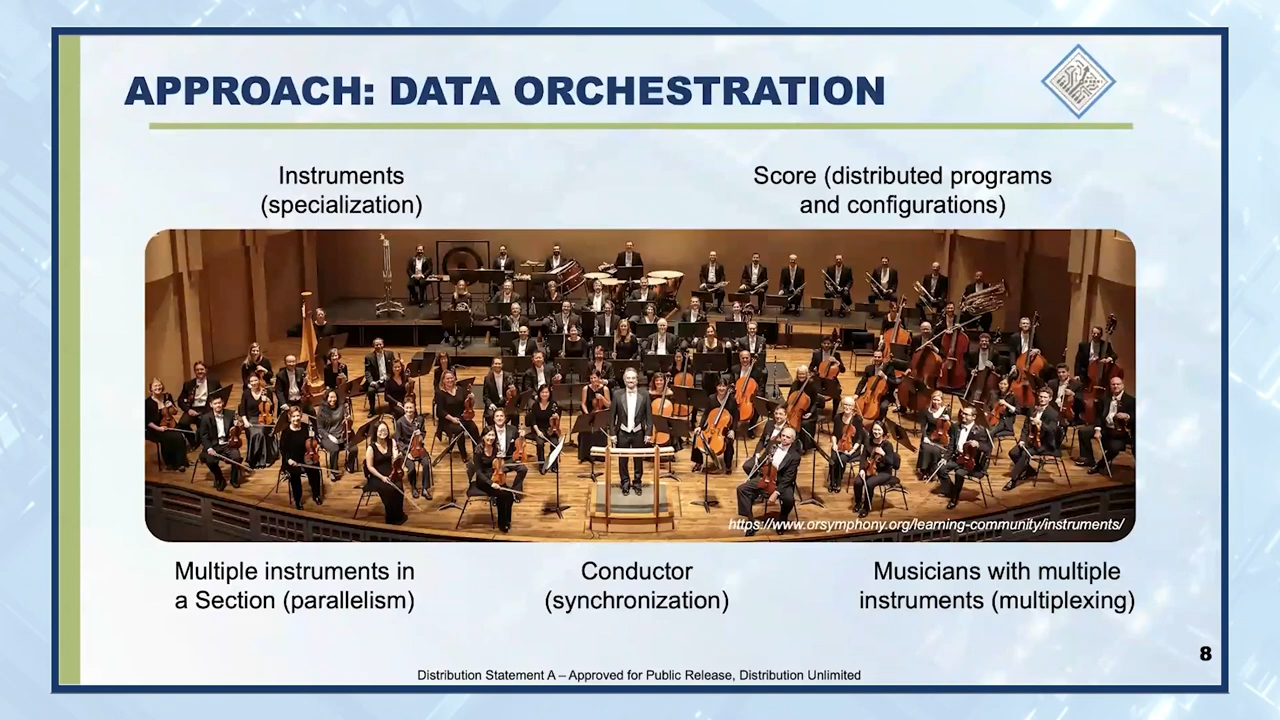 APPROACH: DATA ORCHESTRATION
Instruments
(specialization)
Score (distributed programs
and configurations)
https://www.orsymphony.org/learning-community/instruments/
Multiple instruments in
a Section (parallelism)
Conductor
(synchronization)
Musicians with multiple
instruments (multiplexing)
8
Distribution Statement A – Approved for Public Release, Distribution Unlimited